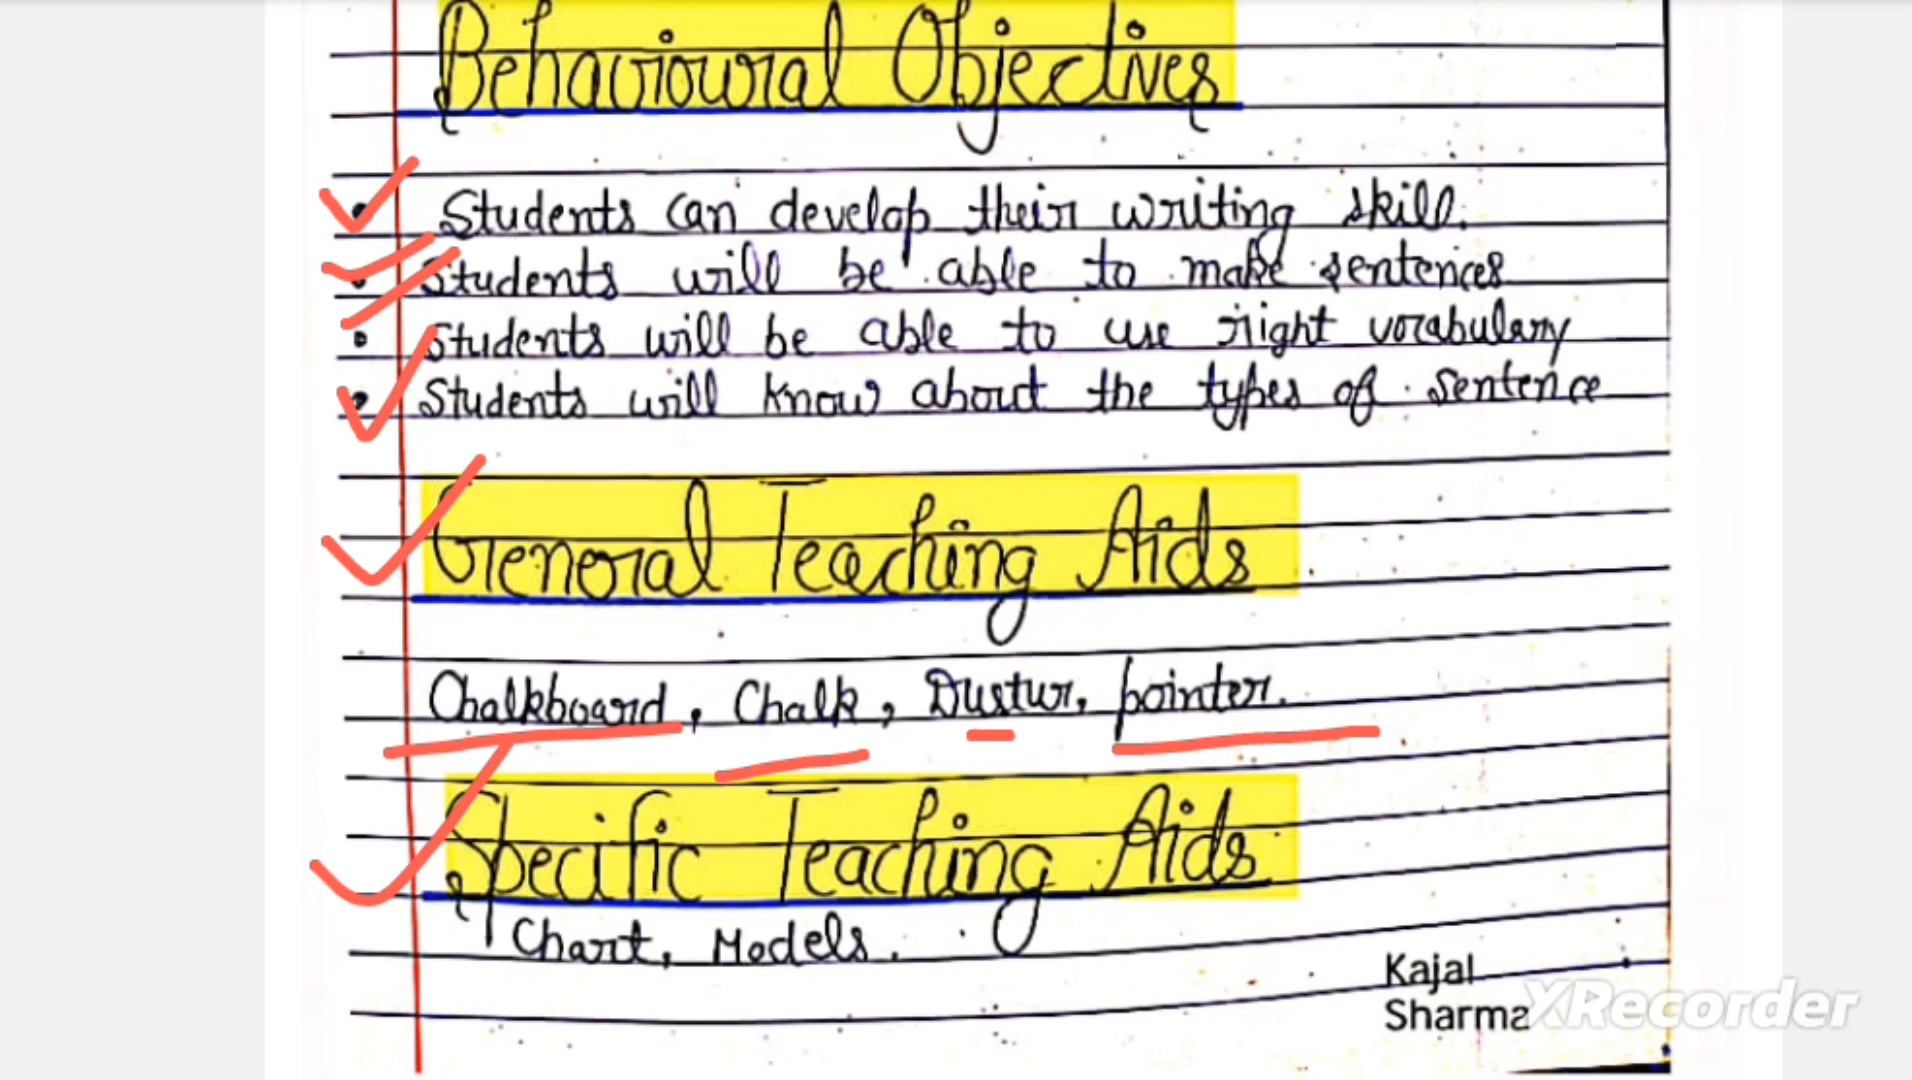 Behavioural Objectives
• Students can develop their writing skill.
• Students will be able to make sentences
• Students will be able to use right vocabulary
• Students will know about the types of sentence
General Teaching Aids
Chalkboard, Chalk, Dustur, pointer.
Specific Teaching Aids
Chart, Models.
Kajal
Sharma
XRecorder